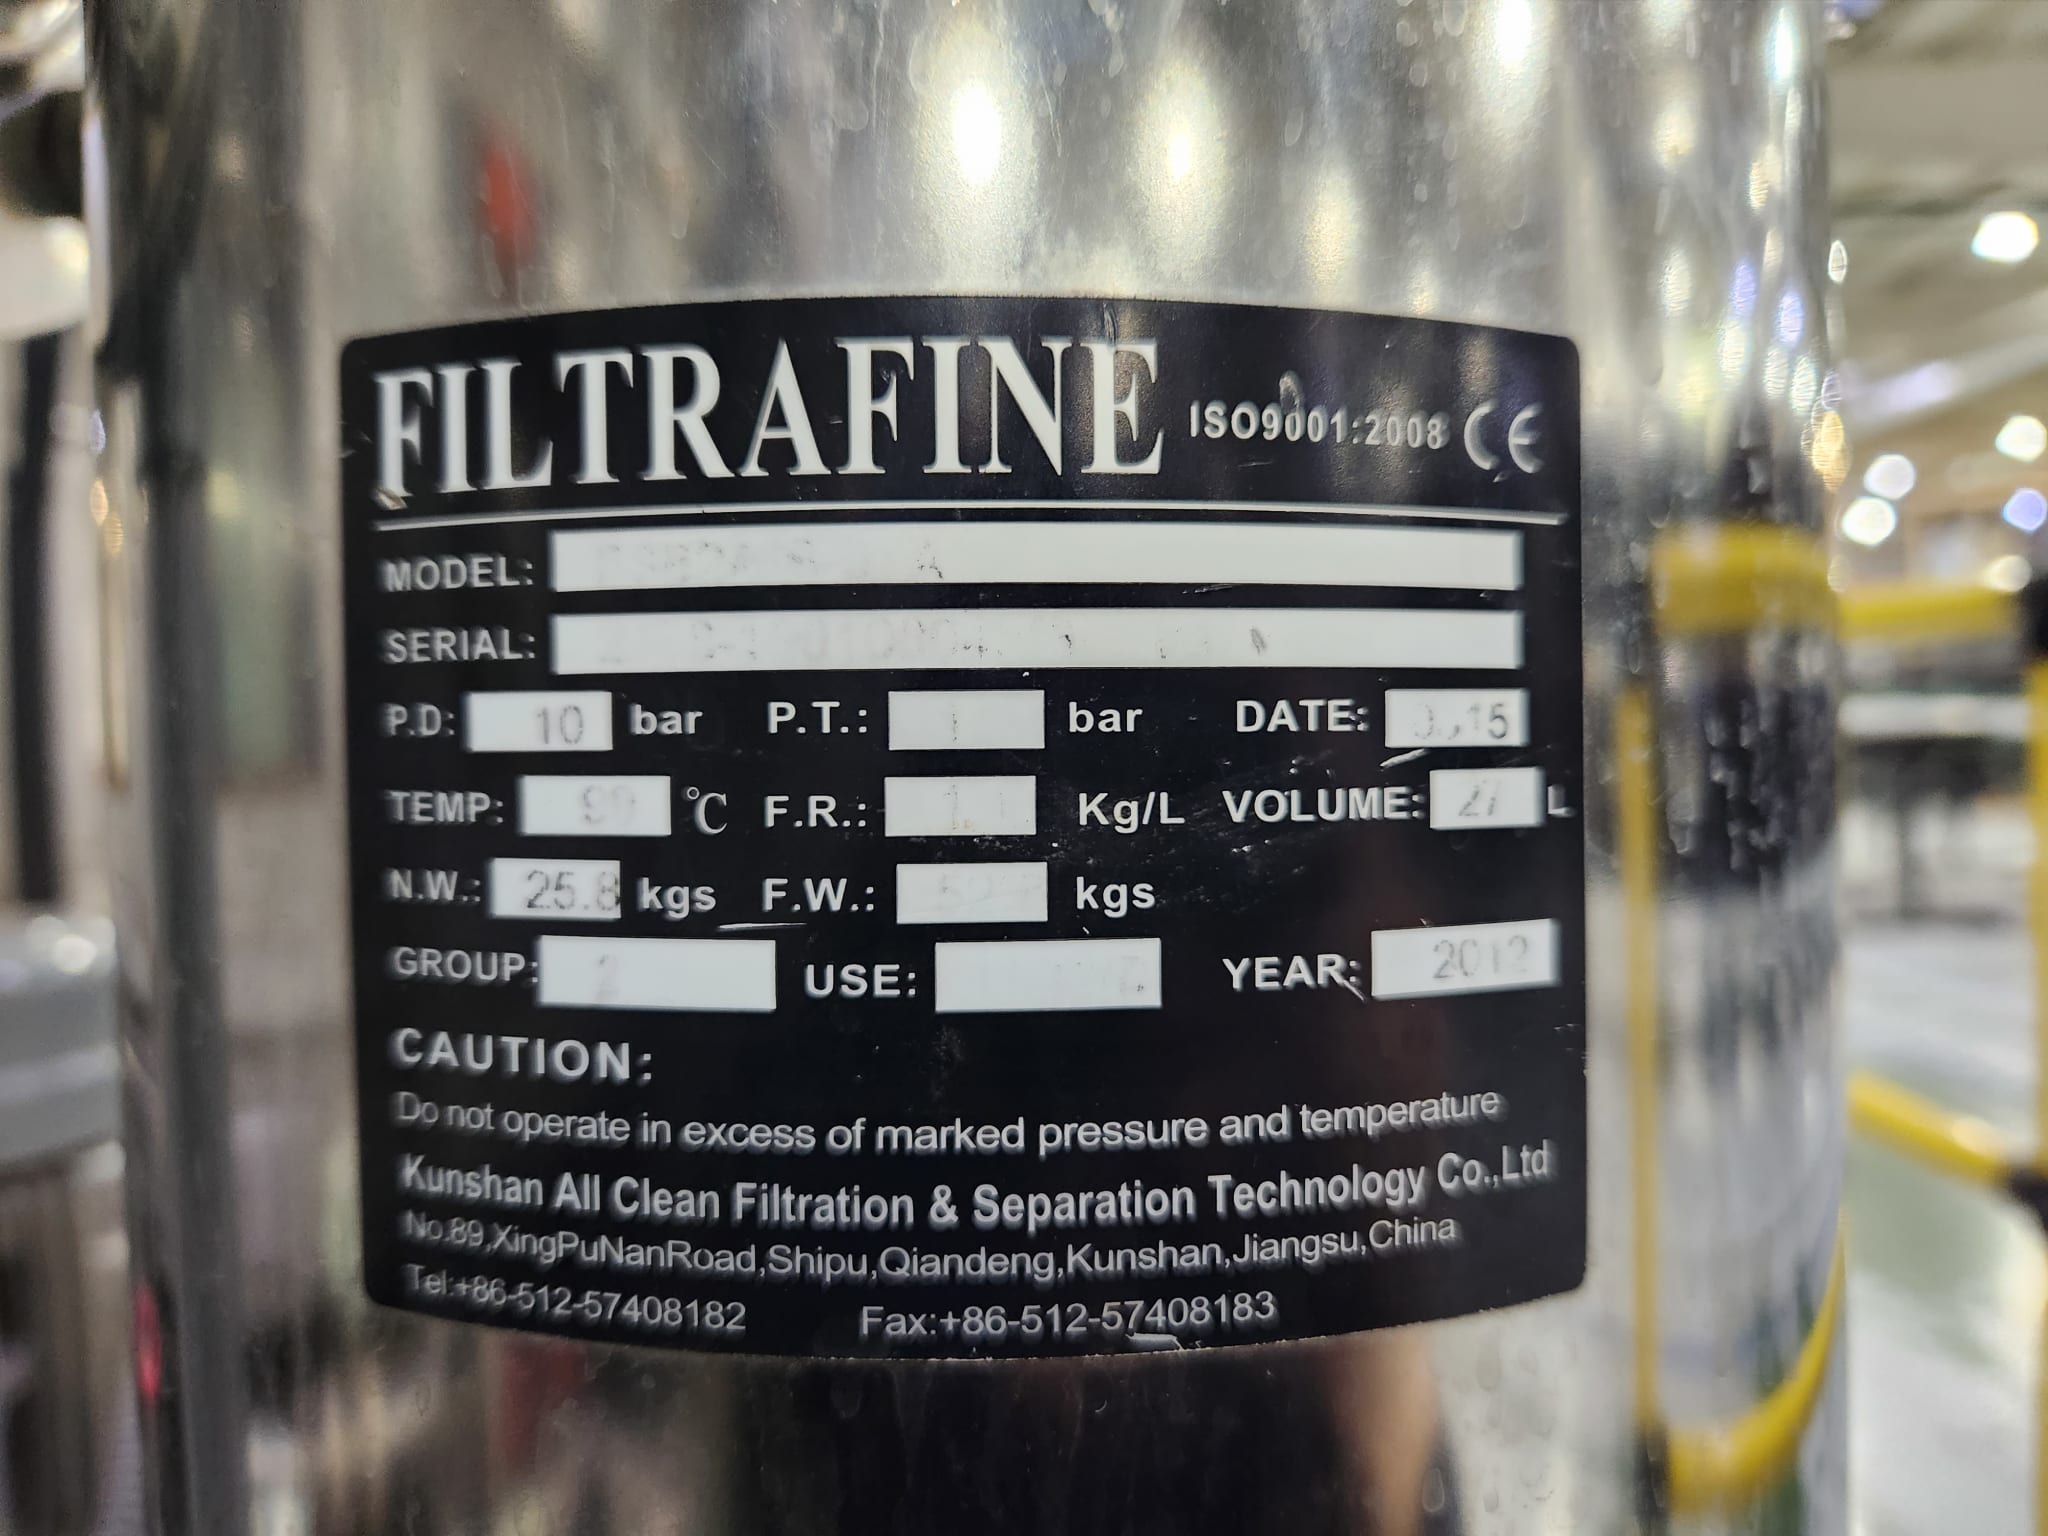 FILTRAFINE ISO9001:2008 CE
MODEL:
SERIAL:
P.D: 10 bar P.T.: bar DATE:
TEMP: °C F.R.: Kg/L VOLUME: 27 L
N.W.: 25.8 kgs F.W.: kgs
GROUP: 2 USE: YEAR: 2012
CAUTION:
Do not operate in excess of marked pressure and temperature
Kunshan All Clean Filtration & Separation Technology Co.,Ltd
No.89,XingPuNanRoad,Shipu,Qiandeng,Kunshan,Jiangsu,China
Tel:+86-512-57408182 Fax:+86-512-57408183